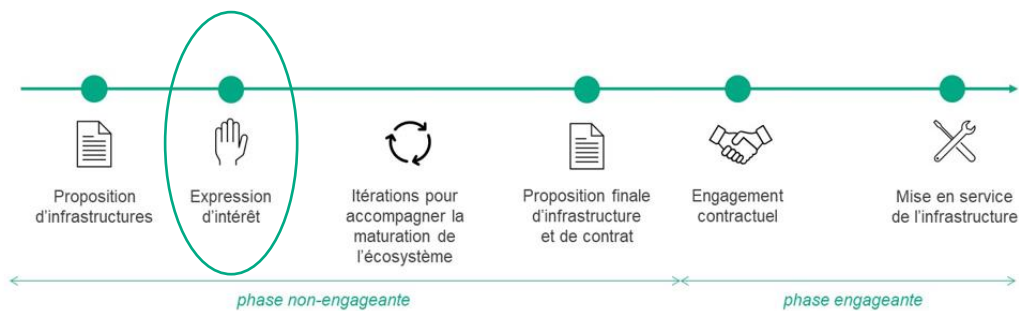 Proposition
d'infrastructures
Expression
d'intérêt
Itérations pour
accompagner la
maturation de
l'écosystème
Proposition finale
d'infrastructure
et de contrat
Engagement
contractuel
Mise en service
de l'infrastructure
phase non-engageante
phase engageante